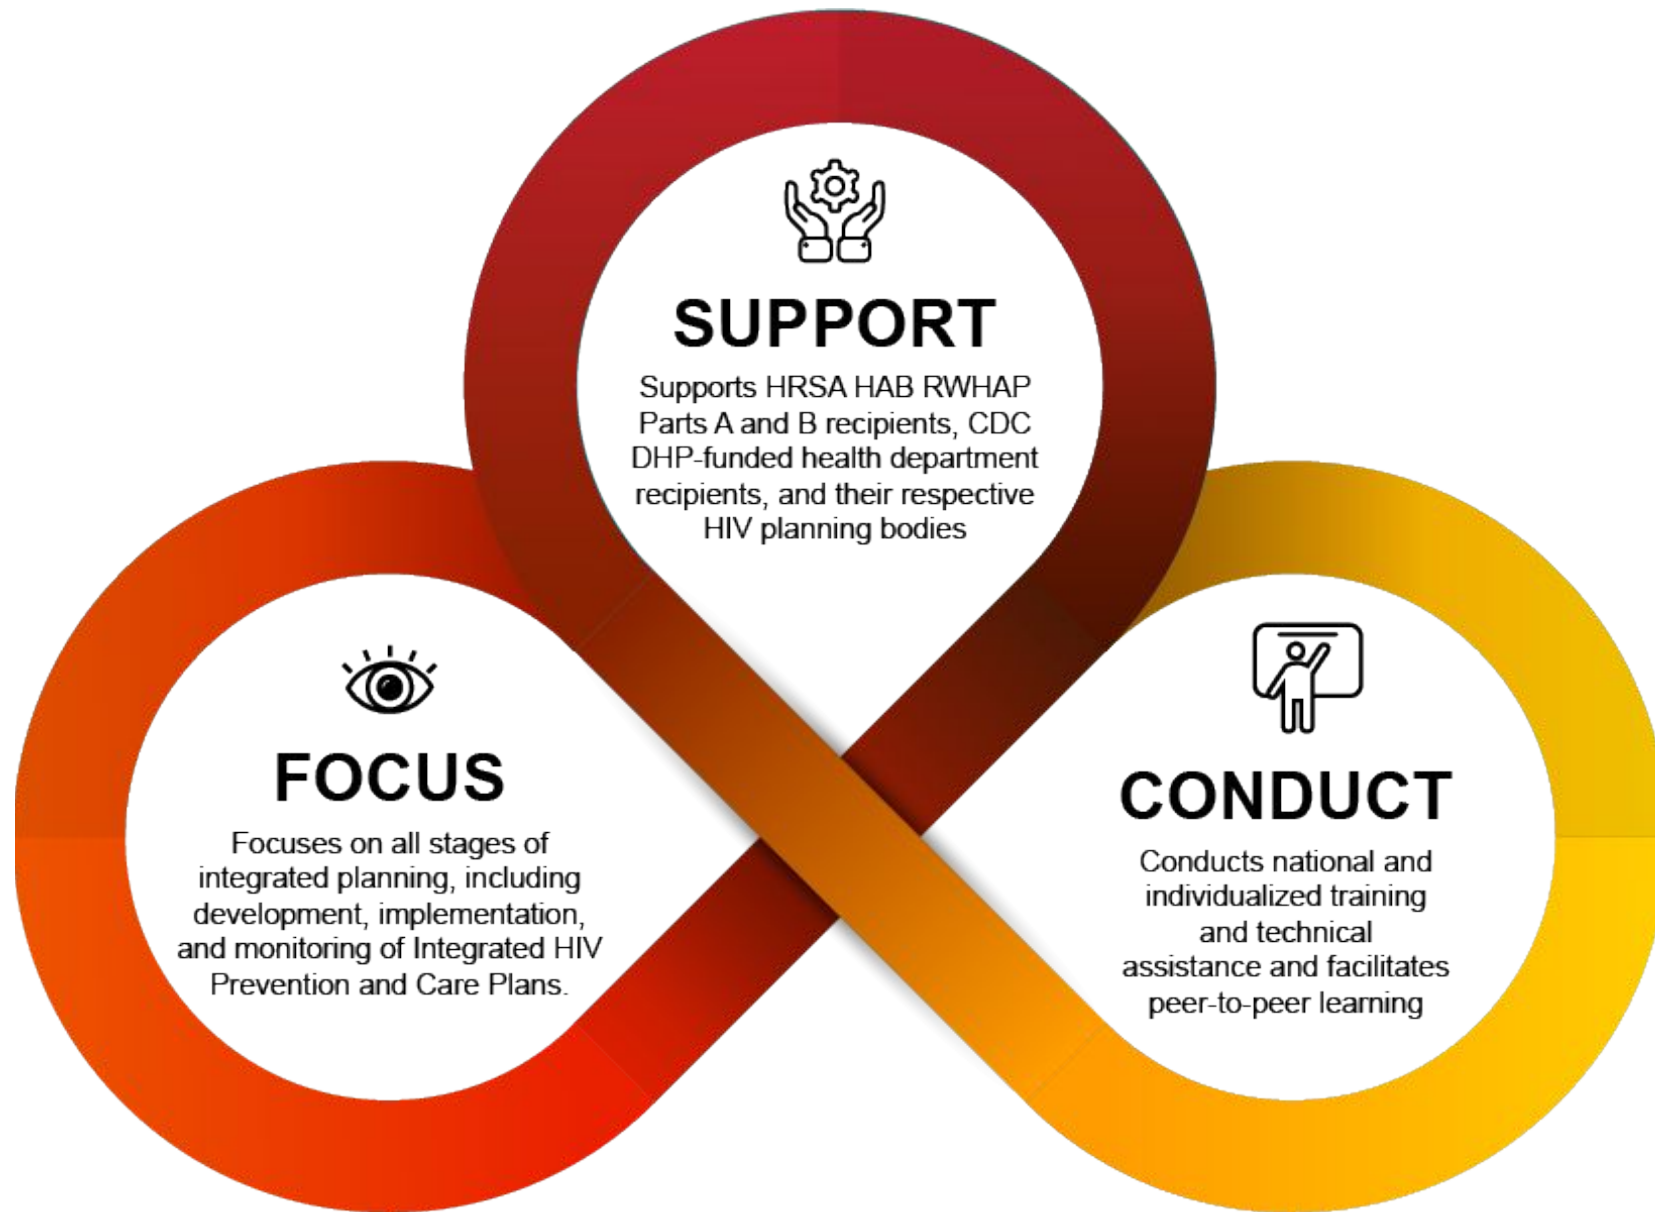 SUPPORT
Supports HRSA HAB RWHAP
Parts A and B recipients, CDC
DHP-funded health department
recipients, and their respective
HIV planning bodies
FOCUS
Focuses on all stages of
integrated planning, including
development, implementation,
and monitoring of Integrated HIV
Prevention and Care Plans.
CONDUCT
Conducts national and
individualized training
and technical
assistance and facilitates
peer-to-peer learning